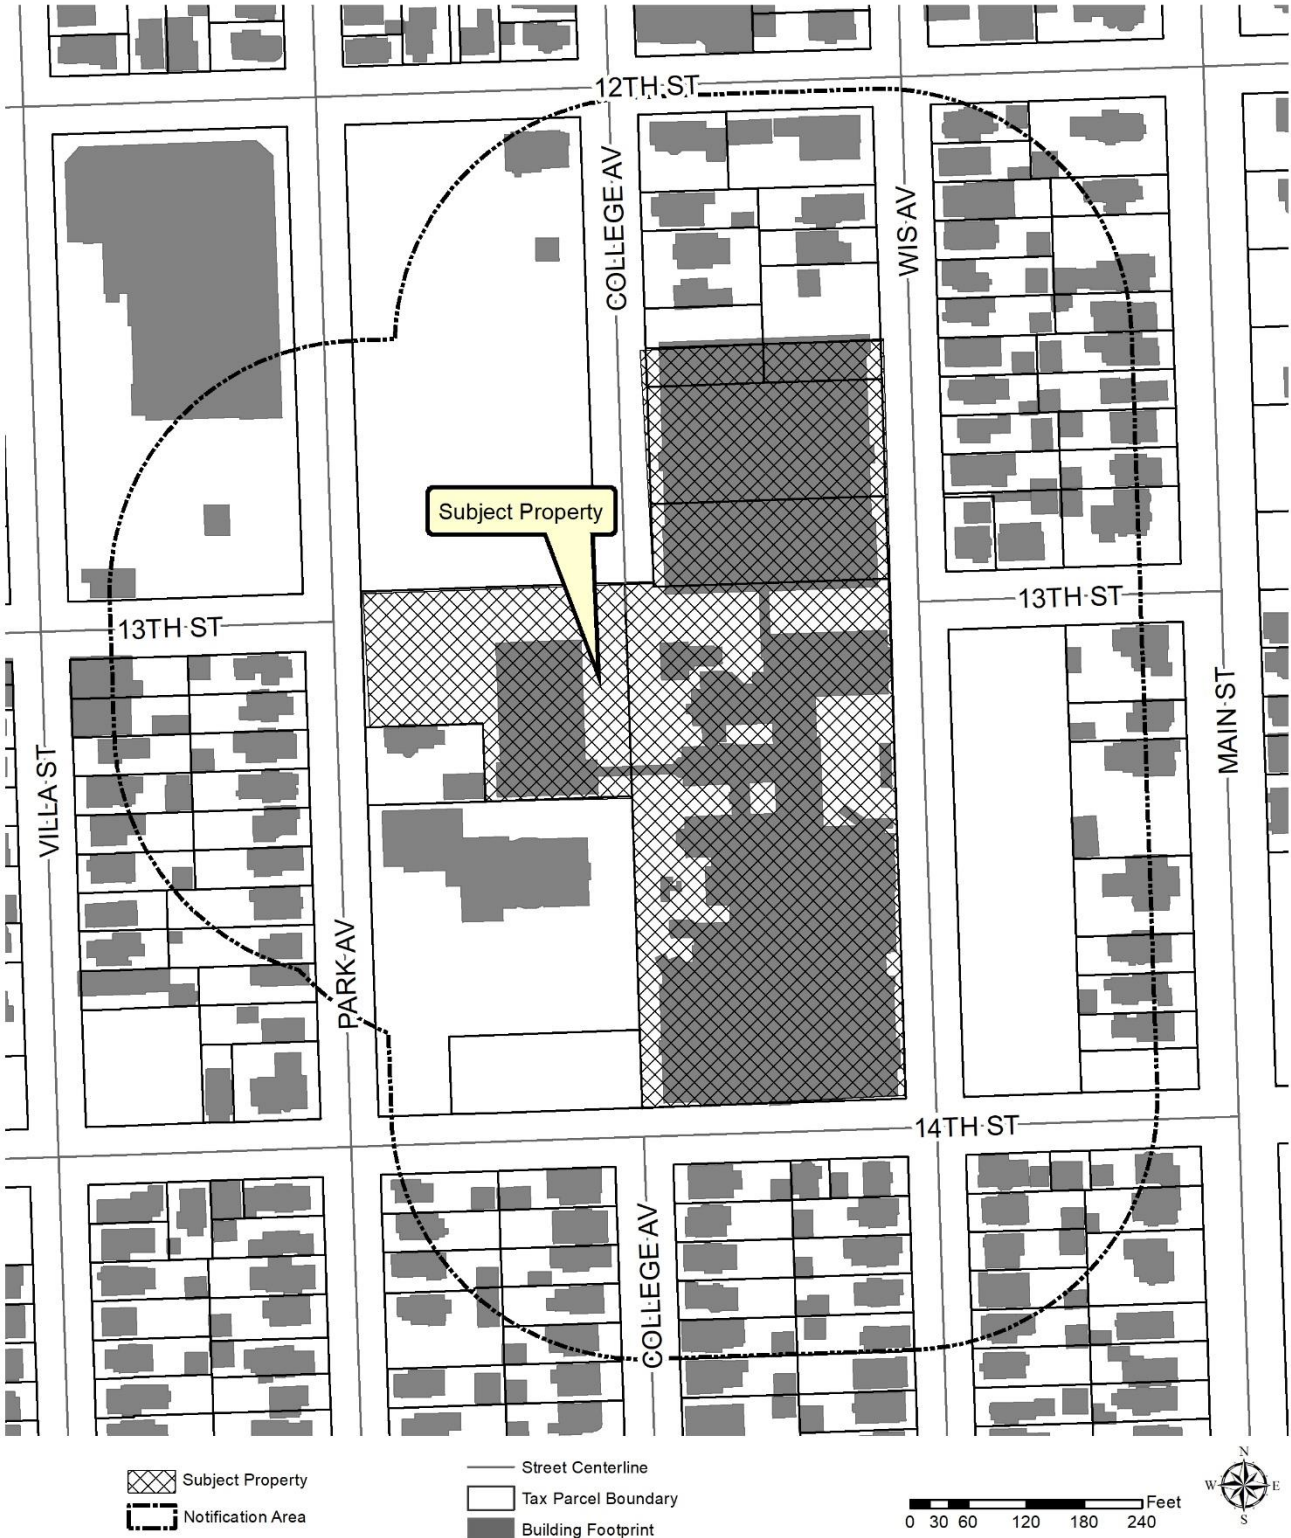 12TH ST
COLLEGE AV
WIS AV
Subject Property
13TH ST
13TH ST
VILLA ST
MAIN ST
PARK AV
14TH ST
COLLEGE AV
Subject Property
Notification Area
Street Centerline
Tax Parcel Boundary
Building Footprint
Feet
0 30 60 120 180 240
N
W E
S